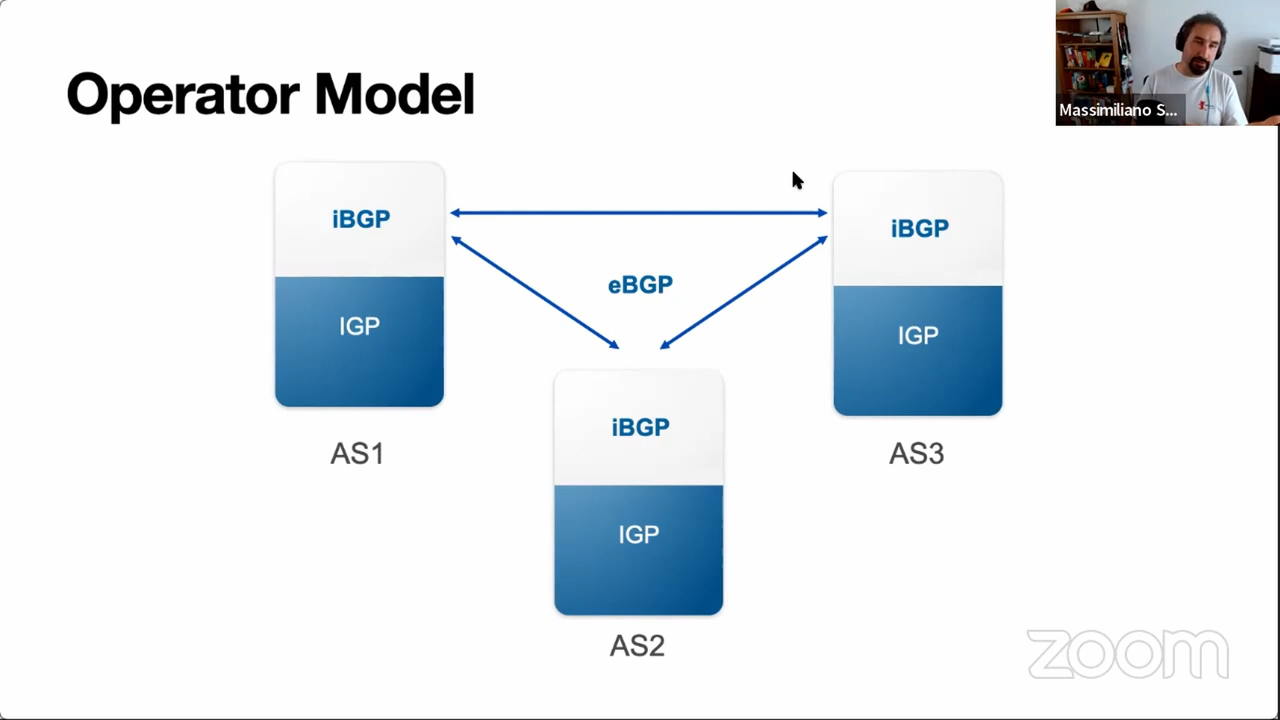 Operator Model
Massimiliano S...
iBGP
IGP
AS1
eBGP
iBGP
IGP
AS3
iBGP
IGP
AS2
zoom